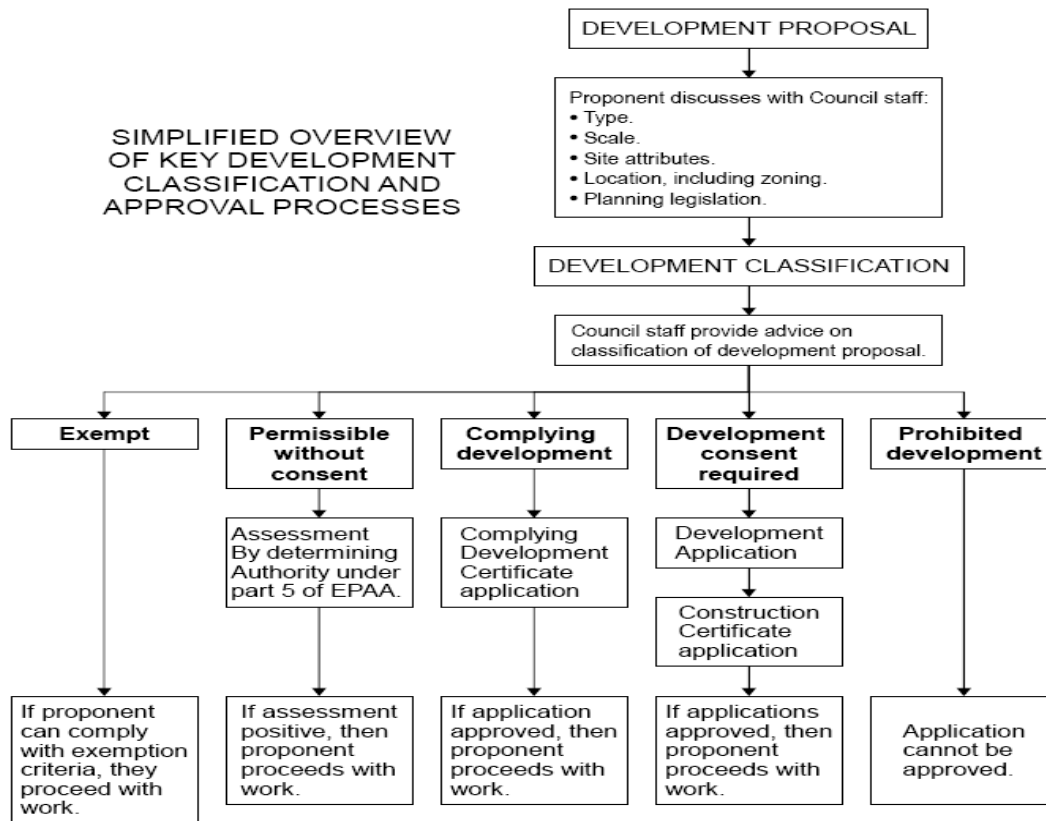 DEVELOPMENT PROPOSAL
Proponent discusses with Council staff:
• Type.
• Scale.
• Site attributes.
• Location, including zoning.
• Planning legislation.
SIMPLIFIED OVERVIEW
OF KEY DEVELOPMENT
CLASSIFICATION AND
APPROVAL PROCESSES
DEVELOPMENT CLASSIFICATION
Council staff provide advice on
classification of development proposal.
Exempt
Permissible
without
consent
Complying
development
Development
consent
required
Prohibited
development
Assessment
By determining
Authority under
part 5 of EPAA.
Complying
Development
Certificate
application
Development
Application
Construction
Certificate
application
If proponent
can comply
with exemption
criteria, they
proceed with
work.
If assessment
positive, then
proponent
proceeds with
work.
If application
approved, then
proponent
proceeds with
work.
If applications
approved, then
proponent
proceeds with
work.
Application
cannot be
approved.